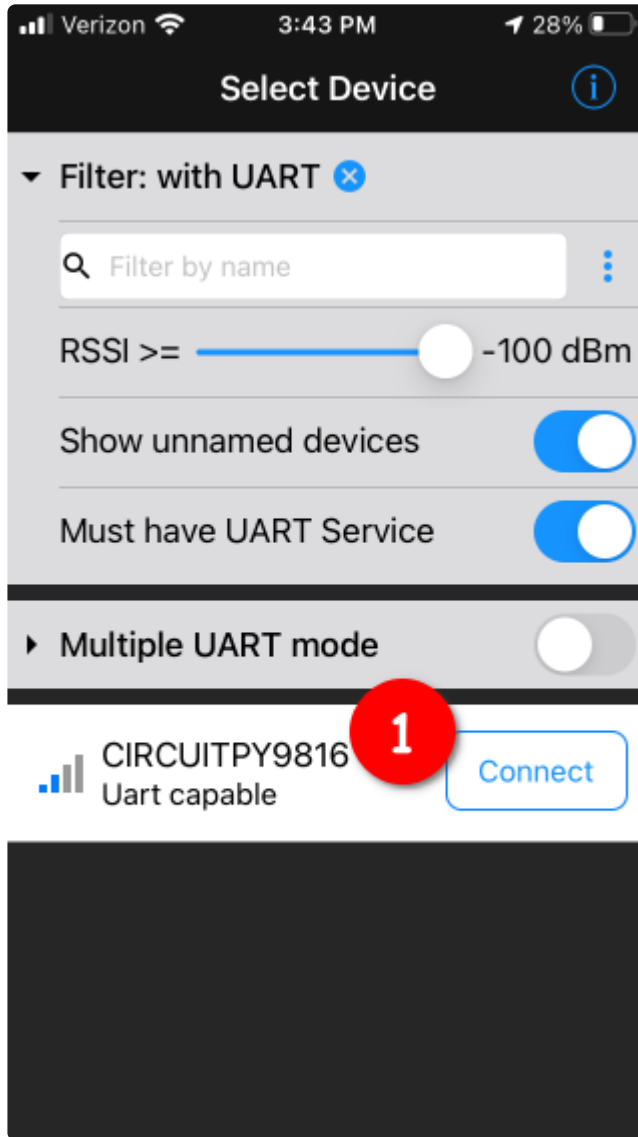 Verizon 3:43 PM 28%
Select Device
Filter: with UART
Filter by name
RSSI >= -100 dBm
Show unnamed devices
Must have UART Service
Multiple UART mode
1
CIRCUITPY9816 Connect
Uart capable